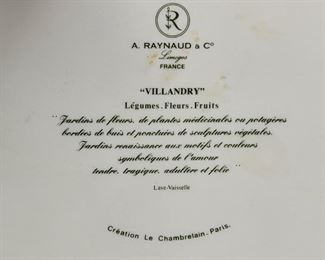 R
A. RAYNAUD & Co
Limoges
FRANCE
"VILLANDRY"
Légumes. Fleurs. Fruits
"Jardins de fleurs, de plantes médicinales ou potagères
bordées de buis et ponctuées de sculptures végétales.
Jardins renaissance aux motifs et couleurs
symboliques de l'amour
tendre, tragique, adultère et folie"
Lave-Vaisselle
Création Le Chambrelain. Paris.